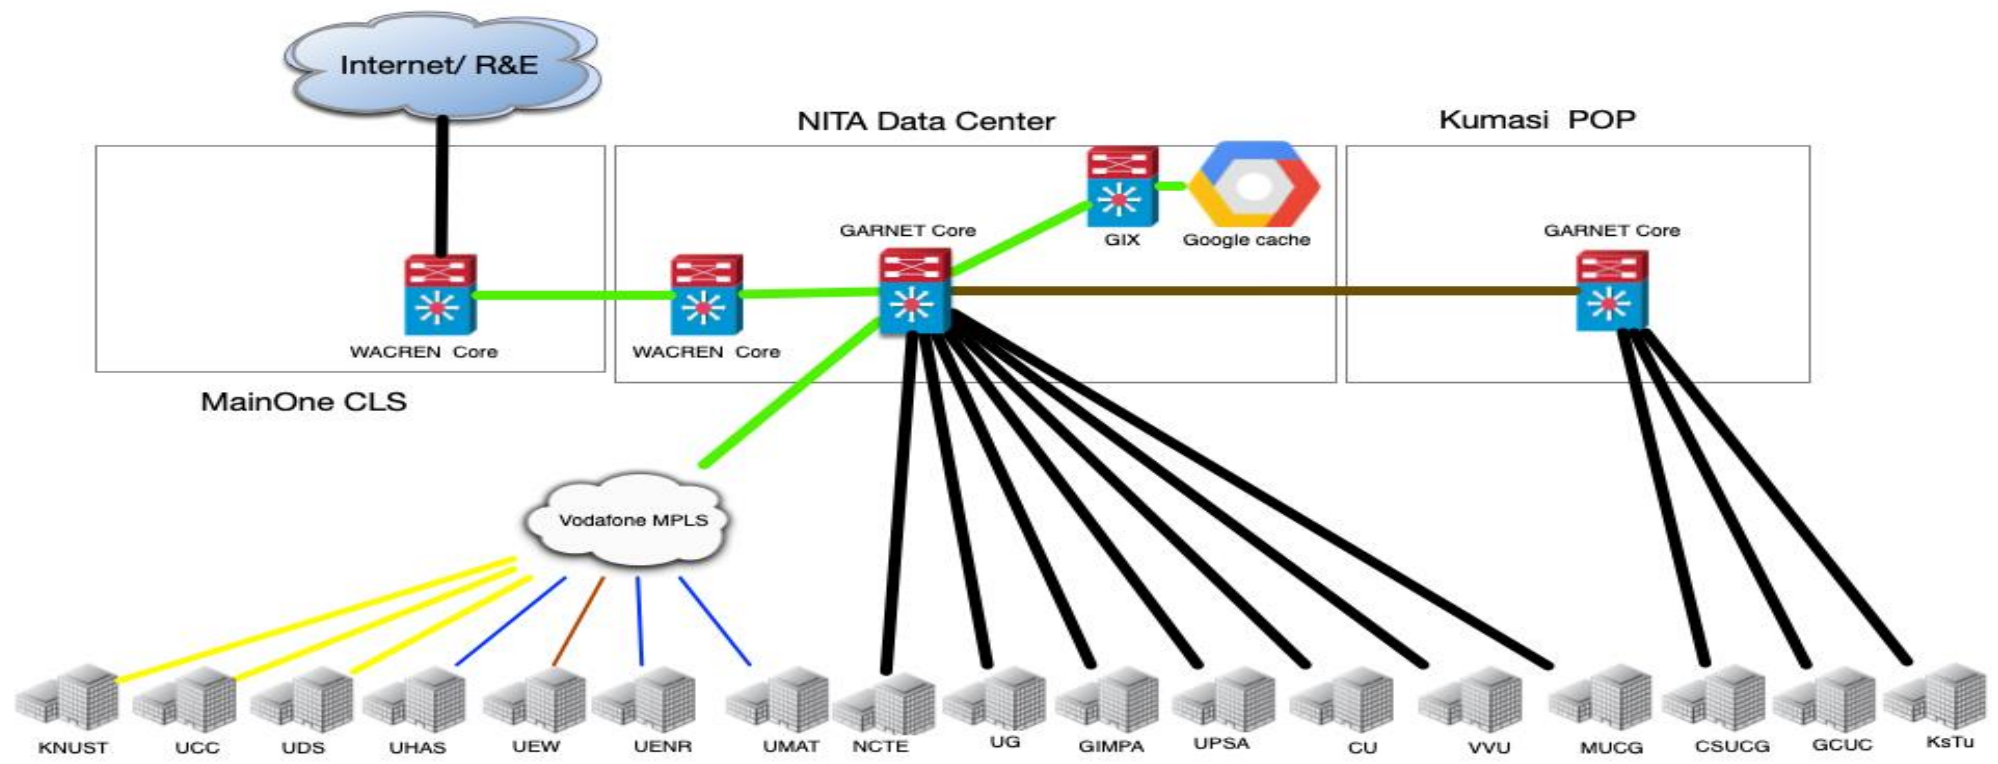 Internet/ R&E
NITA Data Center
Kumasi POP
GARNET Core
GIX
Google cache
GARNET Core
WACREN Core
WACREN Core
MainOne CLS
Vodafone MPLS
KNUST
UCC
UDS
UHAS
UEW
UENR
UMAT
NCTE
UG
GIMPA
UPSA
CU
VVU
MUCG
CSUCG
GCUC
KsTu